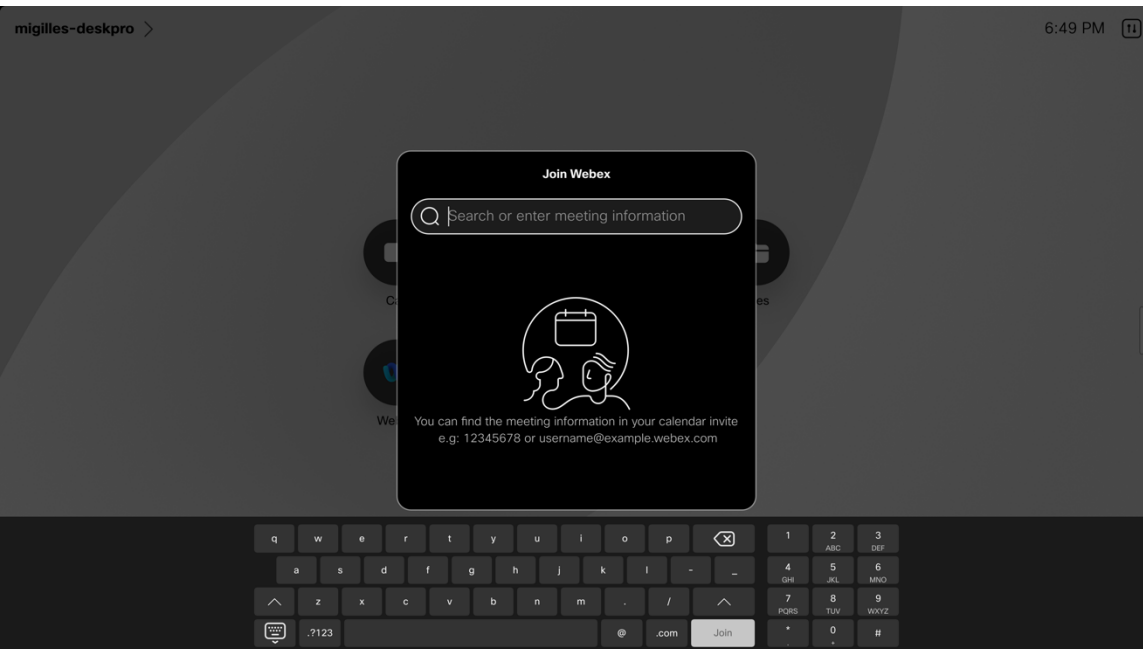 migilles-deskpro
6:49 PM
Join Webex
Search or enter meeting information
You can find the meeting information in your calendar invite
e.g: 12345678 or username@example.webex.com
q w e r t y u i o p 1 2 ABC 3 DEF
a s d f g h j k l - _ 4 GHI 5 JKL 6 MNO
z x c v b n m . / 7 PQRS 8 TUV 9 WXYZ
.?123 @ .com Join * 0 + #